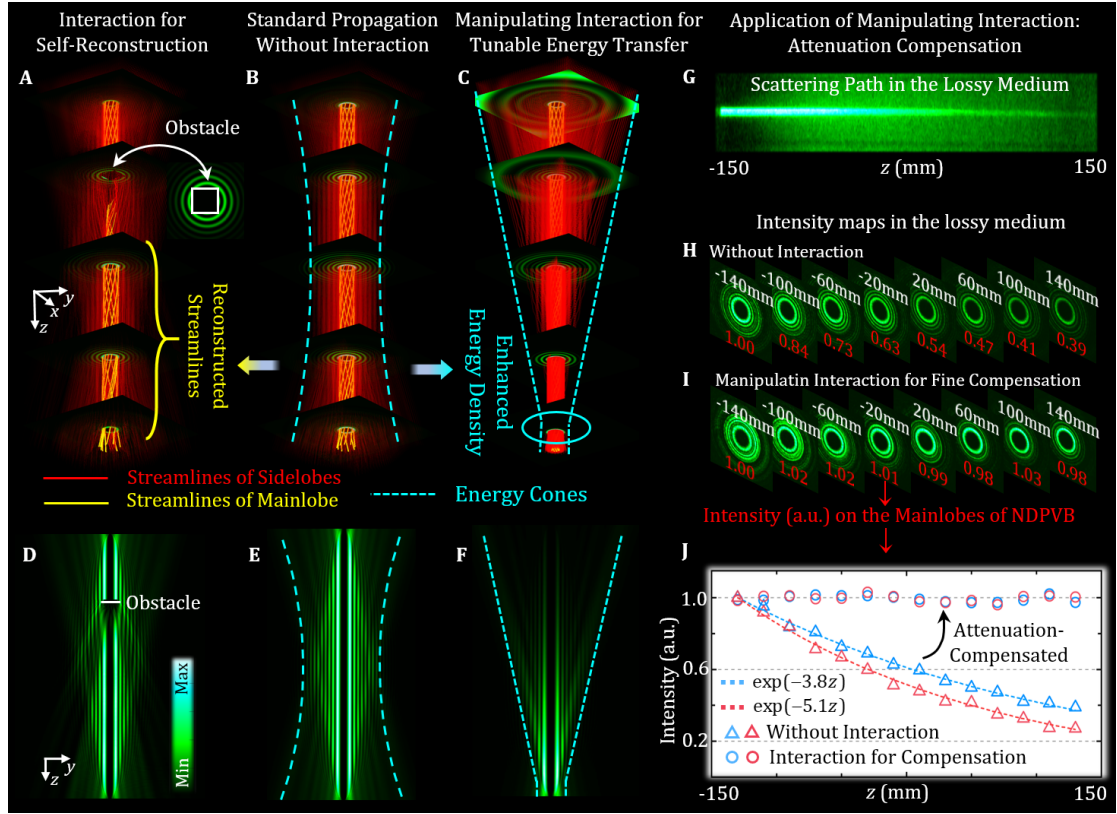 Interaction for
Self-Reconstruction
Standard Propagation
Without Interaction
Manipulating Interaction for
Tunable Energy Transfer
Application of Manipulating Interaction:
Attenuation Compensation
A
B
C
G
Obstacle
Scattering Path in the Lossy Medium
-150
z (mm)
150
y
x
z
Reconstructed
Streamlines
Enhanced
Energy Density
Intensity maps in the lossy medium
H Without Interaction
-140mm -100mm -60mm -20mm 20mm 60mm 100mm 140mm
1.00 0.84 0.73 0.63 0.54 0.47 0.41 0.39
I Manipulatin Interaction for Fine Compensation
-140mm -100mm -60mm -20mm 20mm 60mm 100mm 140mm
1.00 1.02 1.02 1.01 0.99 0.98 1.03 0.98
Intensity (a.u.) on the Mainlobes of NDPVB
Streamlines of Sidelobes
Streamlines of Mainlobe
Energy Cones
D
E
F
J
Obstacle
Max
Min
y
z
Intensity (a.u.)
1.0
0.6
0.2
Attenuation-
Compensated
exp(−3.8z)
exp(−5.1z)
Without Interaction
Interaction for Compensation
-150
z (mm)
150